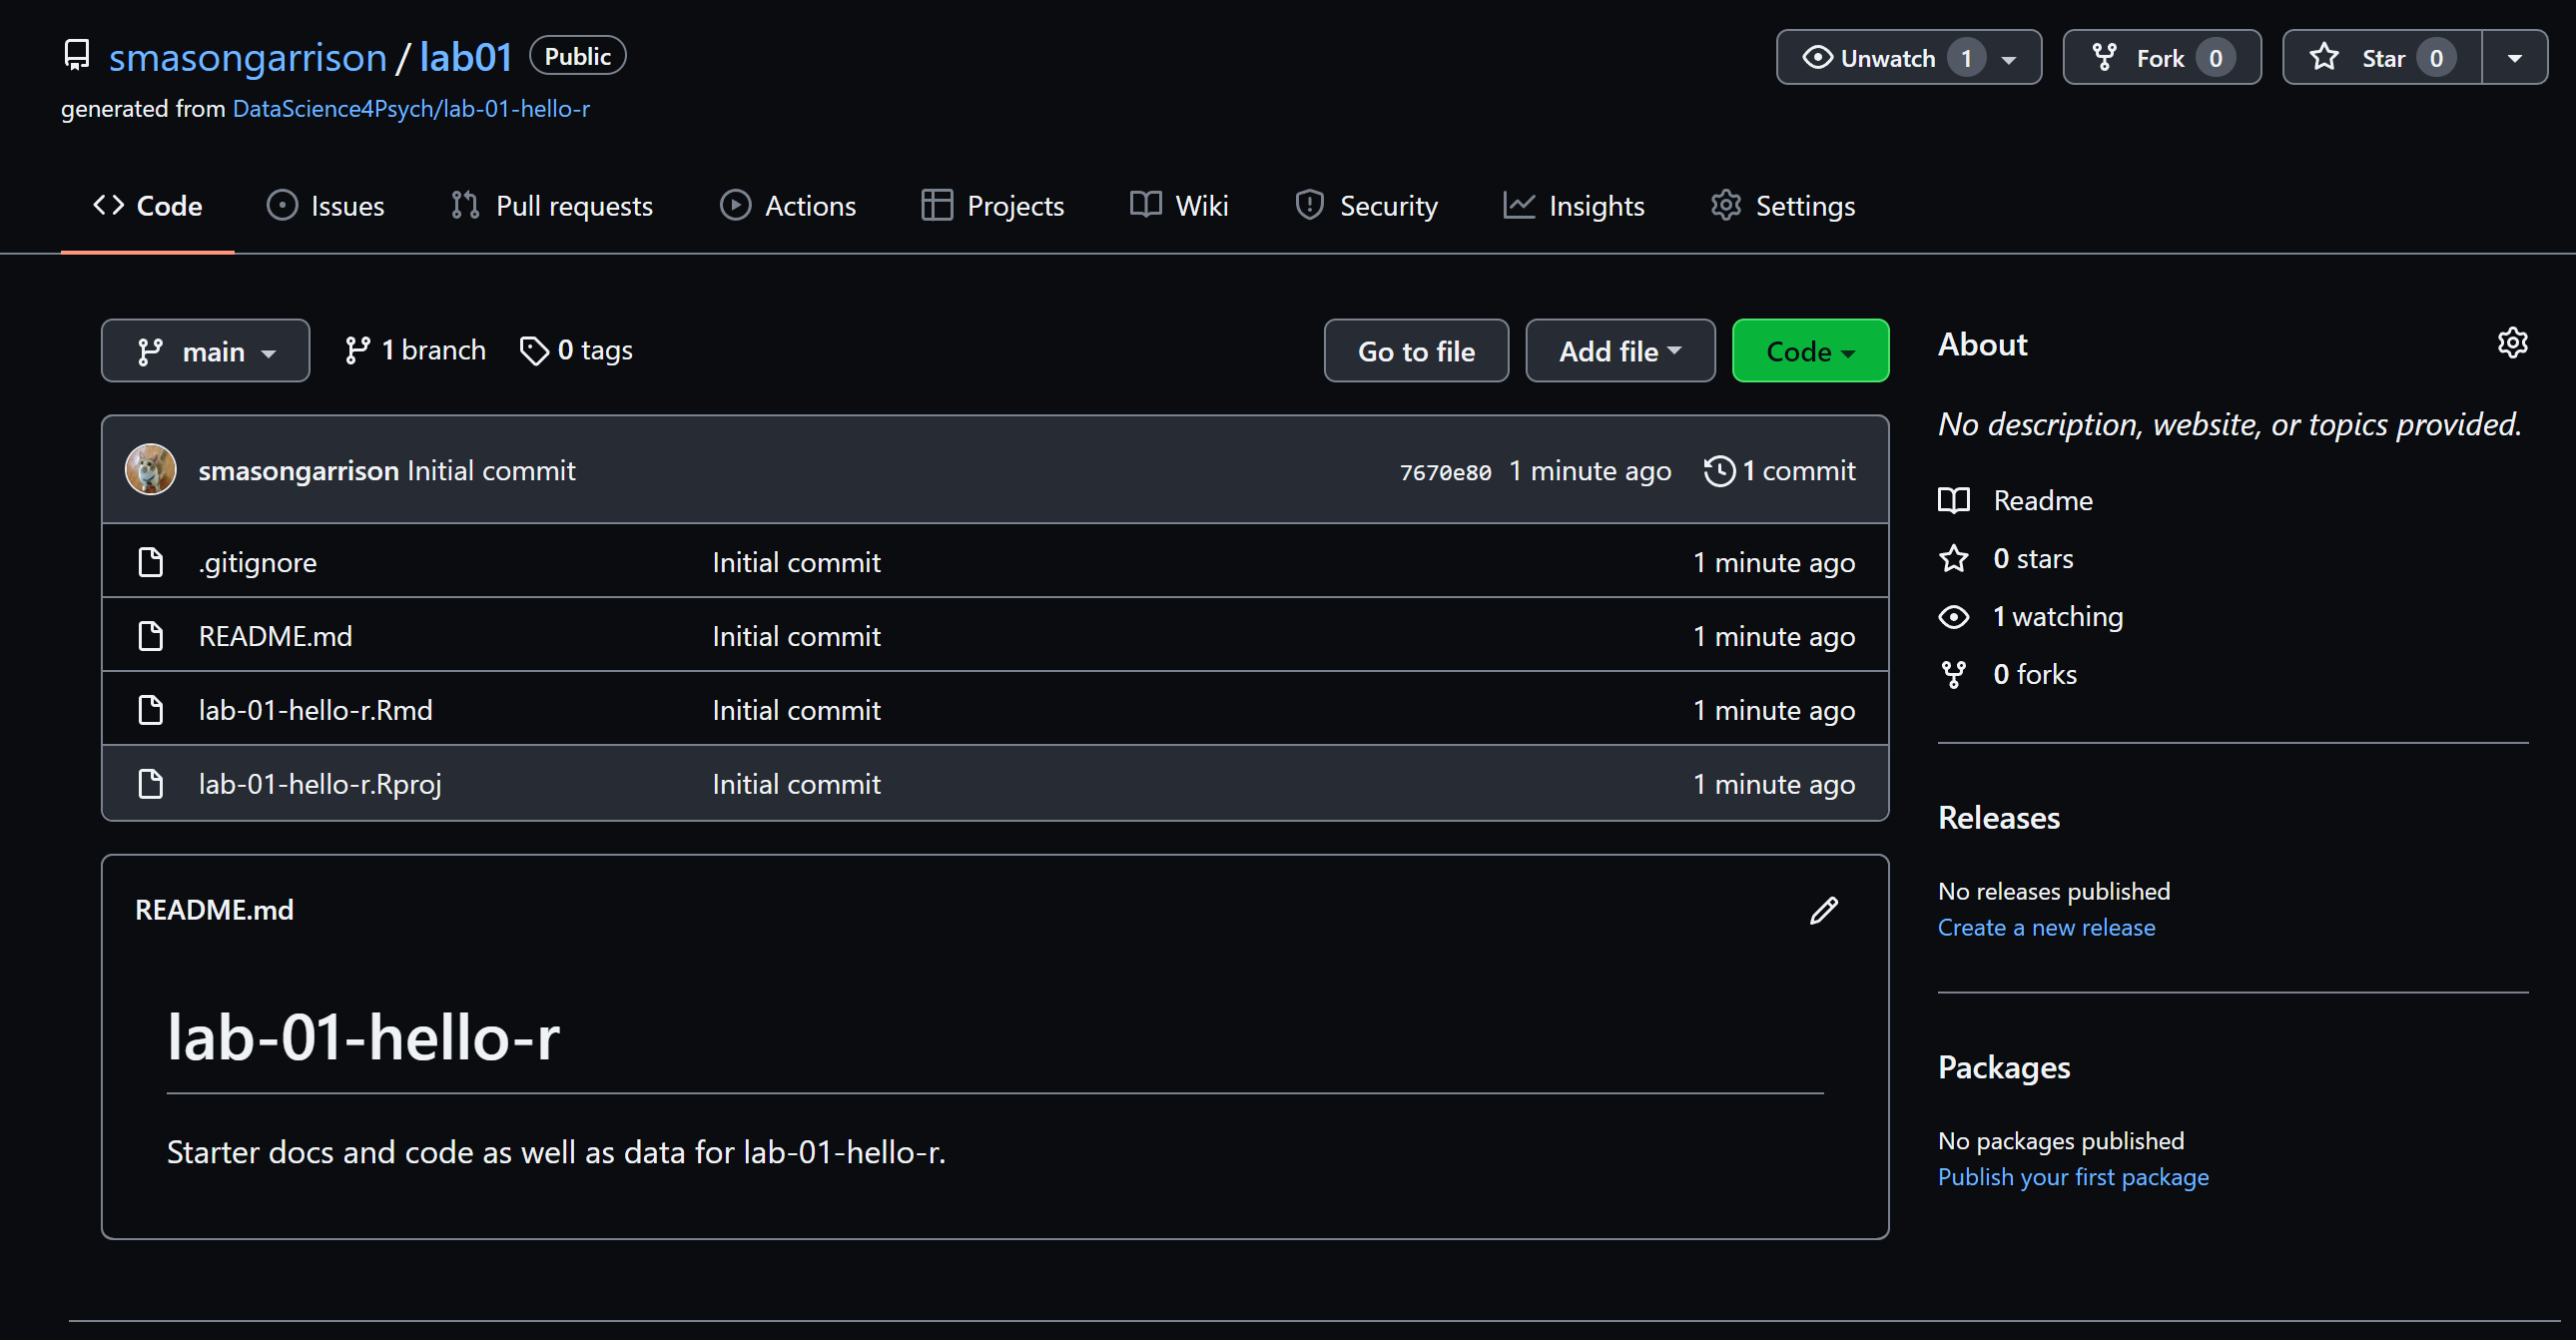 smasongarrison / lab01 Public
Unwatch 1
Fork 0
Star 0
generated from DataScience4Psych/lab-01-hello-r
Code
Issues
Pull requests
Actions
Projects
Wiki
Security
Insights
Settings
main
1 branch
0 tags
Go to file
Add file
Code
smasongarrison Initial commit 7670e80 1 minute ago 1 commit
.gitignore Initial commit 1 minute ago
README.md Initial commit 1 minute ago
lab-01-hello-r.Rmd Initial commit 1 minute ago
lab-01-hello-r.Rproj Initial commit 1 minute ago
README.md
lab-01-hello-r
Starter docs and code as well as data for lab-01-hello-r.
About
No description, website, or topics provided.
Readme
0 stars
1 watching
0 forks
Releases
No releases published
Create a new release
Packages
No packages published
Publish your first package